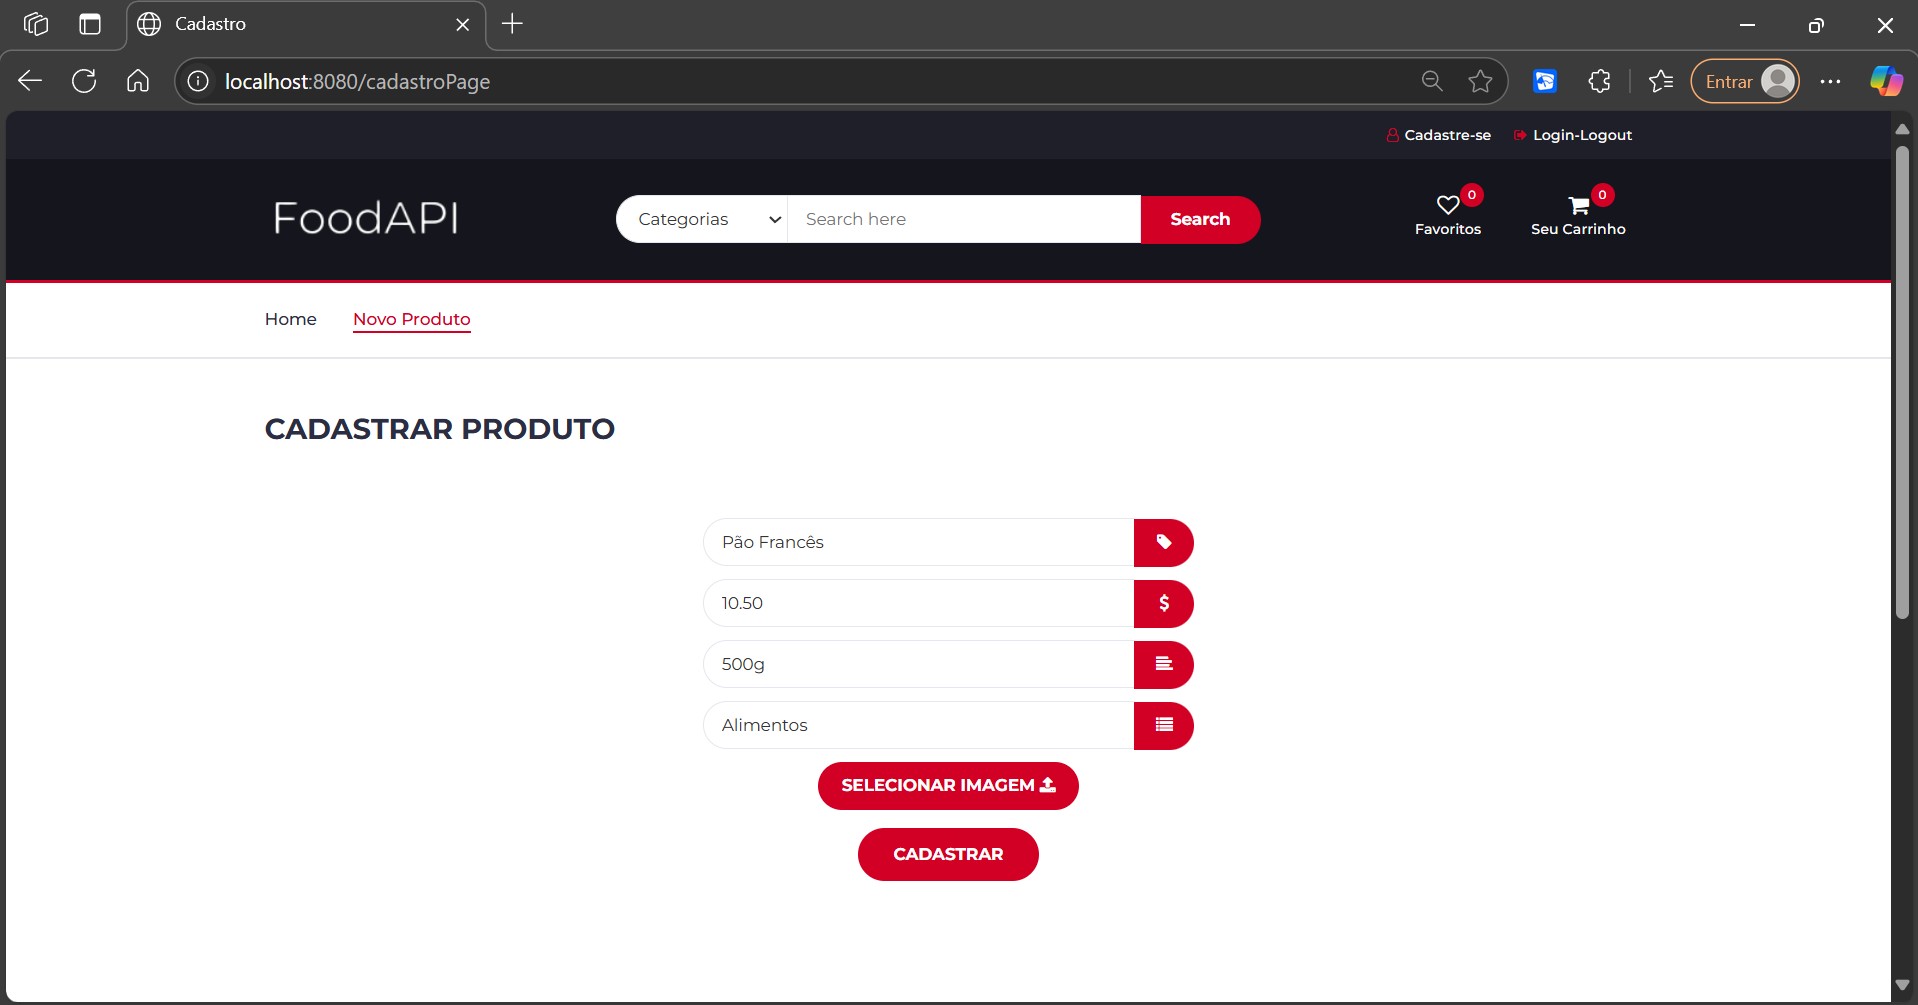 Cadastro
localhost:8080/cadastroPage
Entrar
Cadastre-se Login-Logout
FoodAPI
Categorias Search here Search
0 0
Favoritos Seu Carrinho
Home Novo Produto
CADASTRAR PRODUTO
Pão Francês
10.50
$
500g
Alimentos
SELECIONAR IMAGEM
CADASTRAR